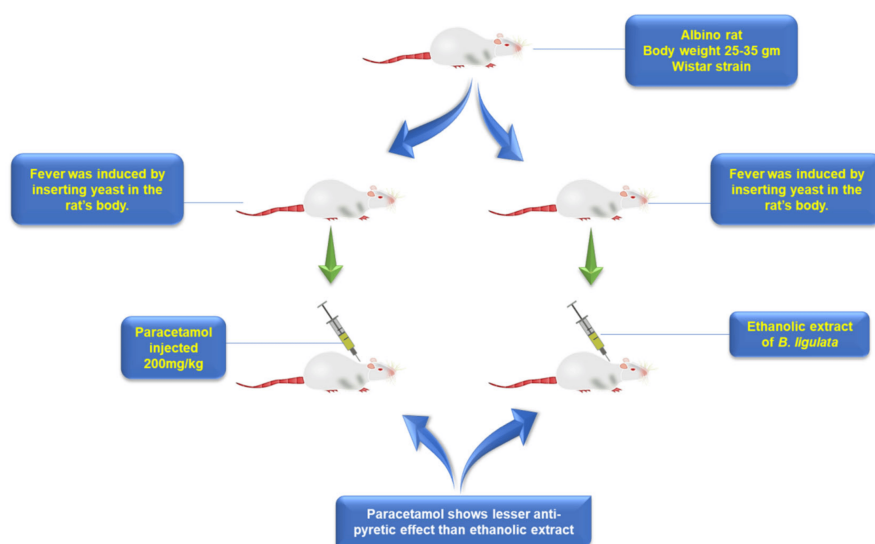 Albino rat
Body weight 25-35 gm
Wistar strain
Fever was induced by
inserting yeast in the
rat's body.
Fever was induced by
inserting yeast in the
rat's body.
Paracetamol
injected
200mg/kg
Ethanolic extract
of B. ligulata
Paracetamol shows lesser anti-
pyretic effect than ethanolic extract